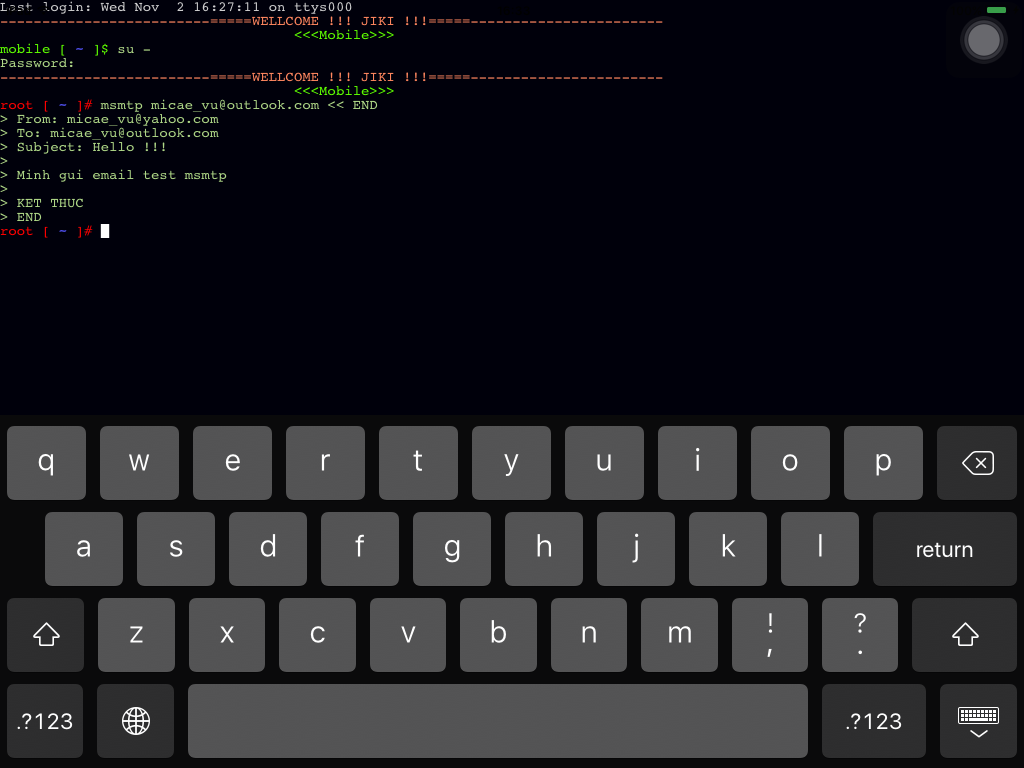 Last login: Wed Nov  2 16:27:11 on ttys000
-------------------------=====WELLCOME !!! JIKI !!!=====-----------------------
<<<Mobile>>>
mobile [ ~ ]$ su -
Password:
-------------------------=====WELLCOME !!! JIKI !!!=====-----------------------
<<<Mobile>>>
root [ ~ ]# msmtp micae_vu@outlook.com << END
> From: micae_vu@yahoo.com
> To: micae_vu@outlook.com
> Subject: Hello !!!
>
> Minh gui email test msmtp
>
> KET THUC
> END
root [ ~ ]#
q w e r t y u i o p
a s d f g h j k l return
z x c v b n m ! , ? .
.?123 .?123